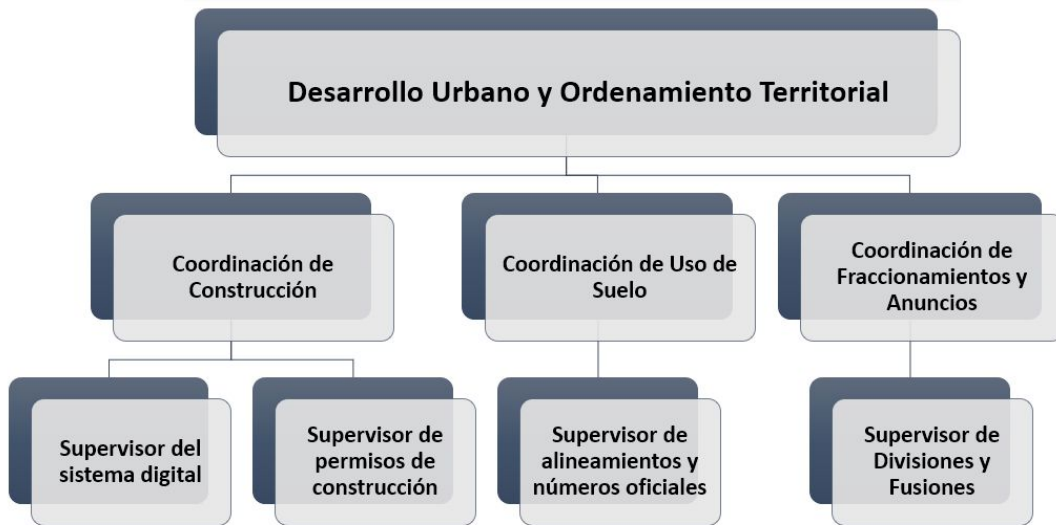 Desarrollo Urbano y Ordenamiento Territorial
Coordinación de
Construcción
Coordinación de Uso de
Suelo
Coordinación de
Fraccionamientos y
Anuncios
Supervisor del
sistema digital
Supervisor de
permisos de
construcción
Supervisor de
alineamientos y
números oficiales
Supervisor de
Divisiones y
Fusiones